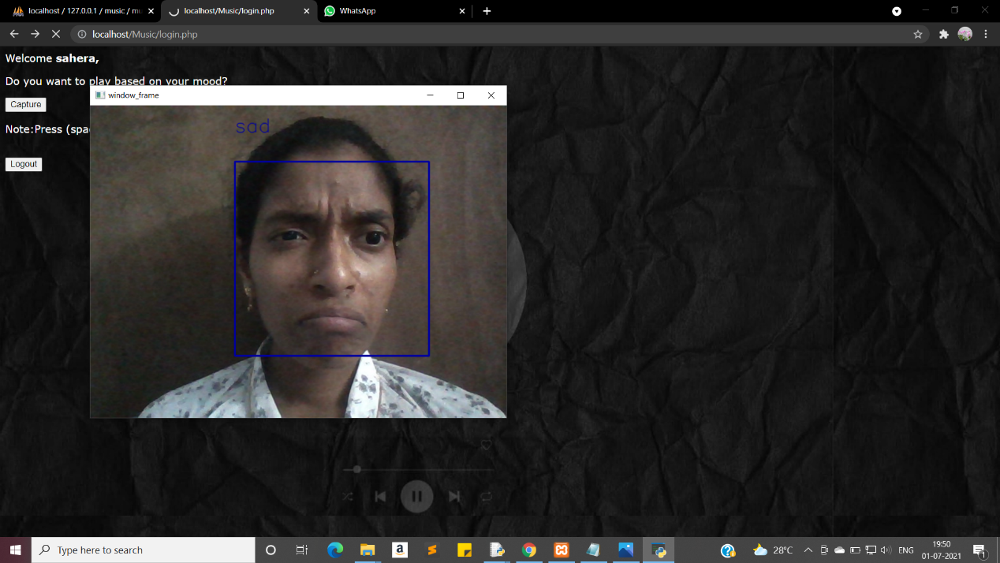 localhost / 127.0.0.1 / music / mu
localhost/Music/login.php
WhatsApp
localhost/Music/login.php
Welcome sahera,
Do you want to play based on your mood?
window_frame
Capture
sad
Note:Press (spa
Logout
Type here to search
a
28°C
ENG
19:50
01-07-2021
1